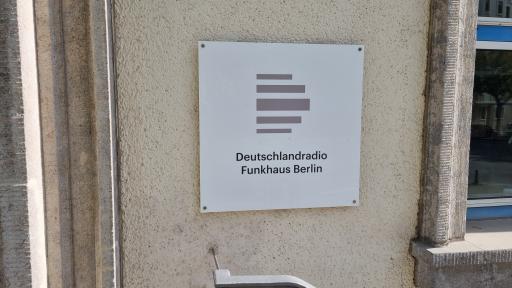 Deutschlandradio
Funkhaus Berlin